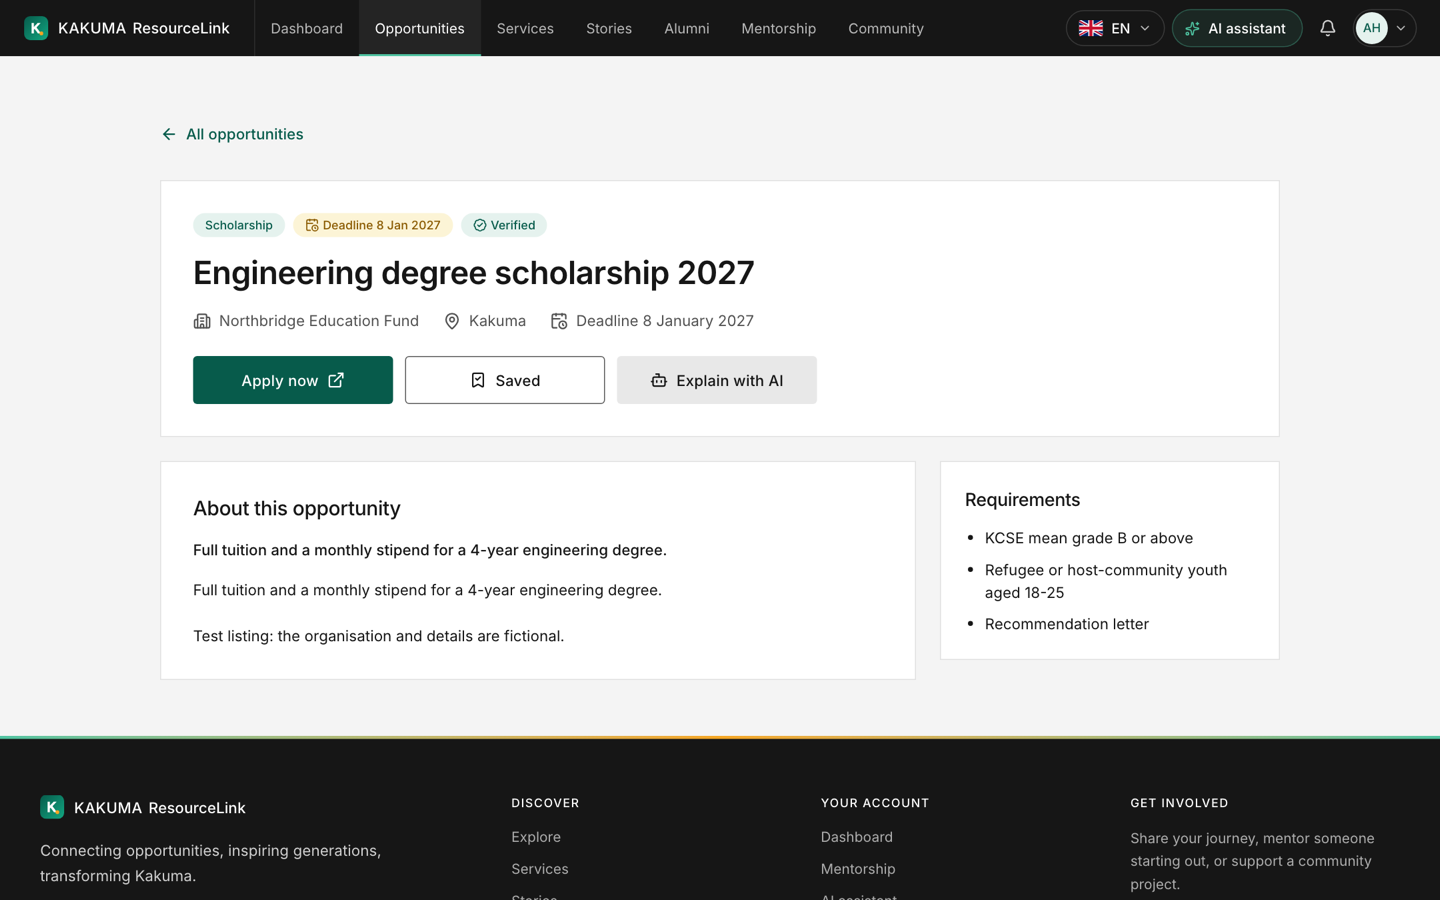 KAKUMA ResourceLink
Dashboard
Opportunities
Services
Stories
Alumni
Mentorship
Community
EN
AI assistant
AH
All opportunities
Scholarship
Deadline 8 Jan 2027
Verified
Engineering degree scholarship 2027
Northbridge Education Fund
Kakuma
Deadline 8 January 2027
Apply now
Saved
Explain with AI
About this opportunity
Full tuition and a monthly stipend for a 4-year engineering degree.
Full tuition and a monthly stipend for a 4-year engineering degree.
Test listing: the organisation and details are fictional.
Requirements
KCSE mean grade B or above
Refugee or host-community youth
aged 18-25
Recommendation letter
KAKUMA ResourceLink
Connecting opportunities, inspiring generations,
transforming Kakuma.
DISCOVER
Explore
Services
Stories
YOUR ACCOUNT
Dashboard
Mentorship
AI assistant
GET INVOLVED
Share your journey, mentor someone
starting out, or support a community
project.